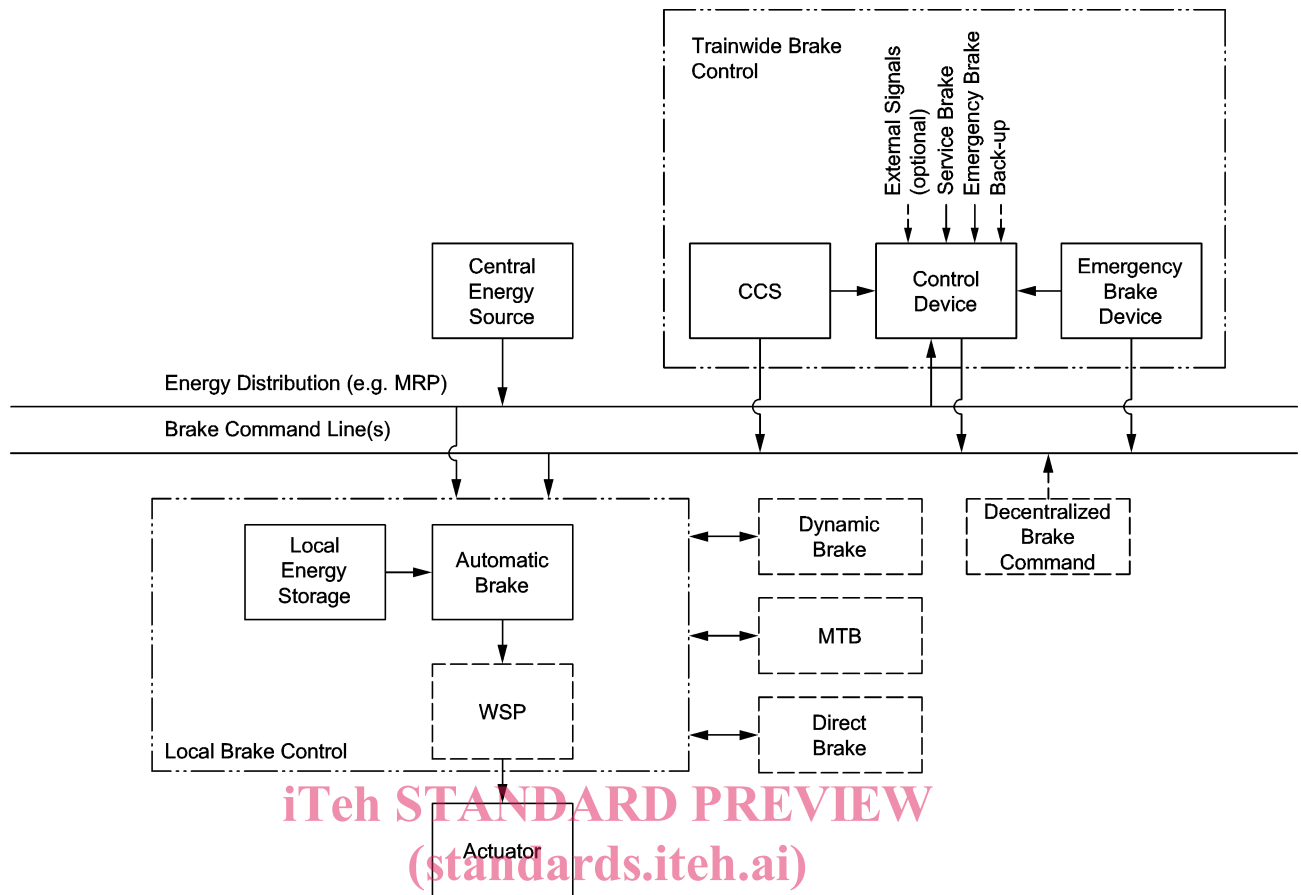 Trainwide Brake
Control
External Signals
(optional)
Service Brake
Emergency Brake
Back-up
Central
Energy
Source
CCS
Control
Device
Emergency
Brake
Device
Energy Distribution (e.g. MRP)
Brake Command Line(s)
Local
Energy
Storage
Automatic
Brake
Dynamic
Brake
Decentralized
Brake
Command
MTB
WSP
Direct
Brake
Local Brake Control
iTeh STANDARD PREVIEW
Actuator
(standards.iteh.ai)